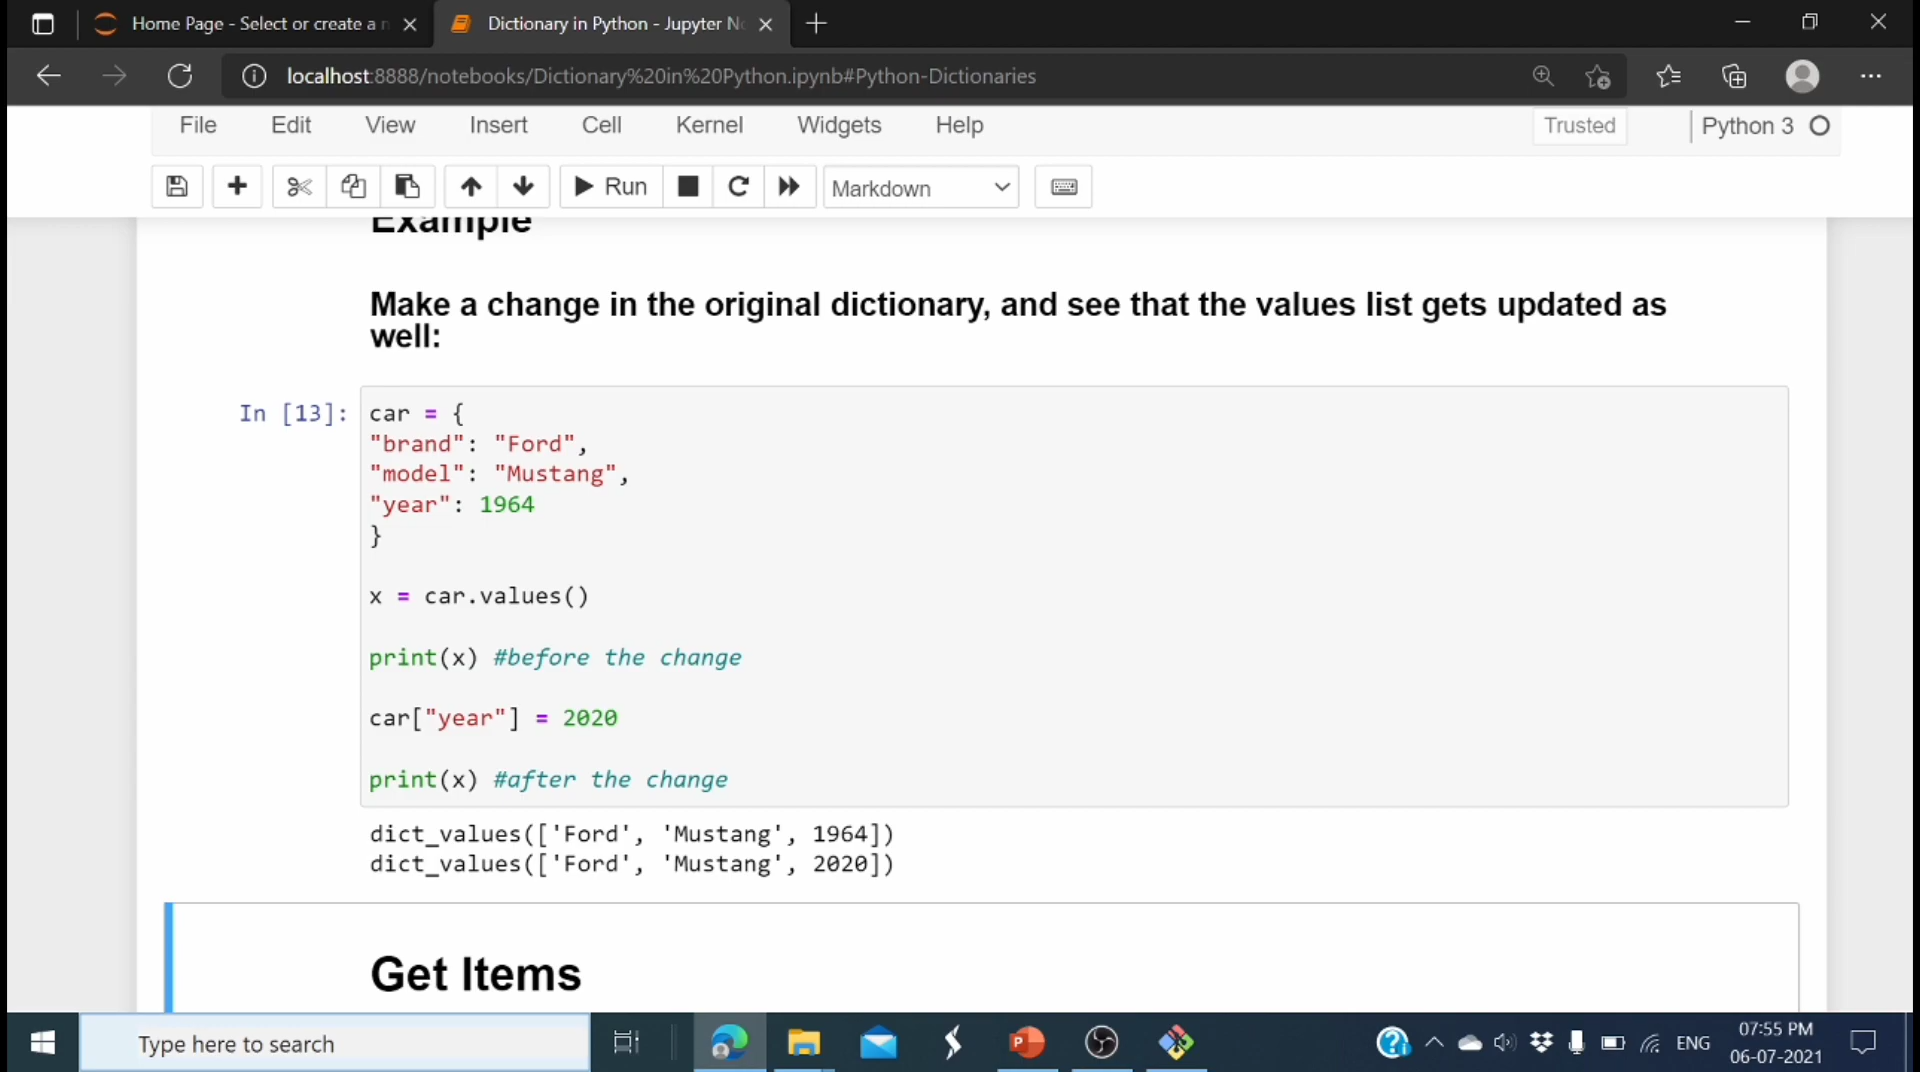 Home Page - Select or create a n
Dictionary in Python - Jupyter No
localhost:8888/notebooks/Dictionary%20in%20Python.ipynb#Python-Dictionaries
File Edit View Insert Cell Kernel Widgets Help Trusted Python 3
Run Markdown
Example
Make a change in the original dictionary, and see that the values list gets updated as
well:
In [13]: car = {
"brand": "Ford",
"model": "Mustang",
"year": 1964
}
x = car.values()
print(x) #before the change
car["year"] = 2020
print(x) #after the change
dict_values(['Ford', 'Mustang', 1964])
dict_values(['Ford', 'Mustang', 2020])
Get Items
Type here to search
ENG
07:55 PM
06-07-2021